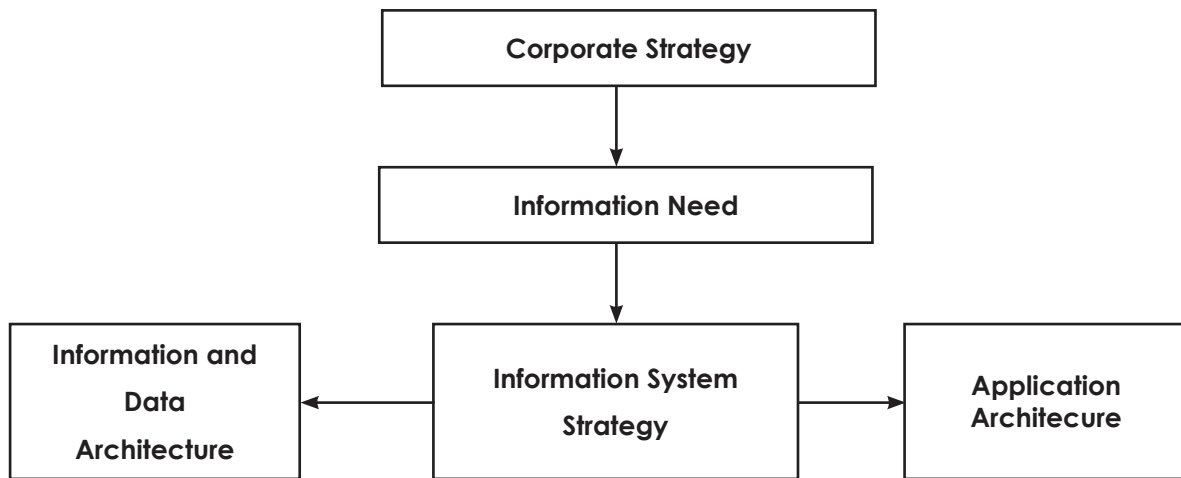 Corporate Strategy
Information Need
Information and
Data
Architecture
Information System
Strategy
Application
Architecure